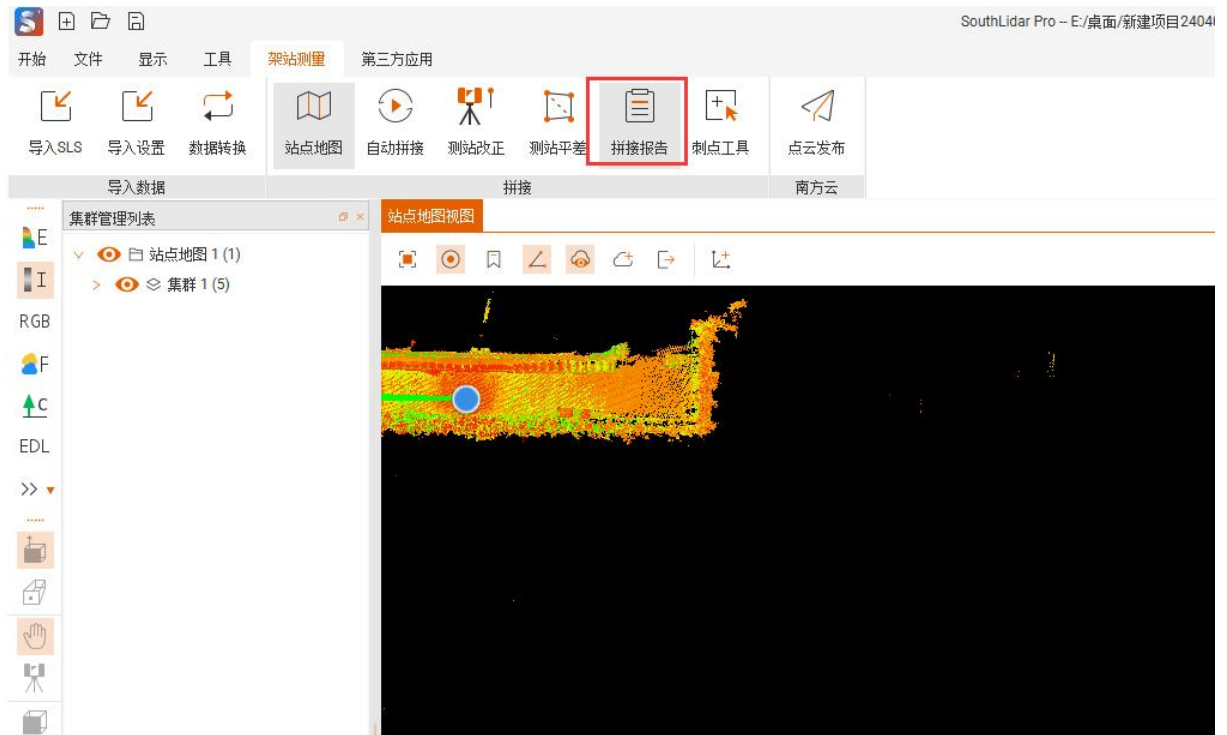 SouthLidar Pro -- E:/桌面/新建项目2404
开始 文件 显示 工具 架站测量 第三方应用
导入SLS 导入设置 数据转换 站点地图 自动拼接 测站改正 测站平差 拼接报告 刺点工具 点云发布
导入数据 拼接 南方云
集群管理列表 站点地图视图
E
站点地图 1 (1)
I
集群 1 (5)
RGB
F
C
EDL